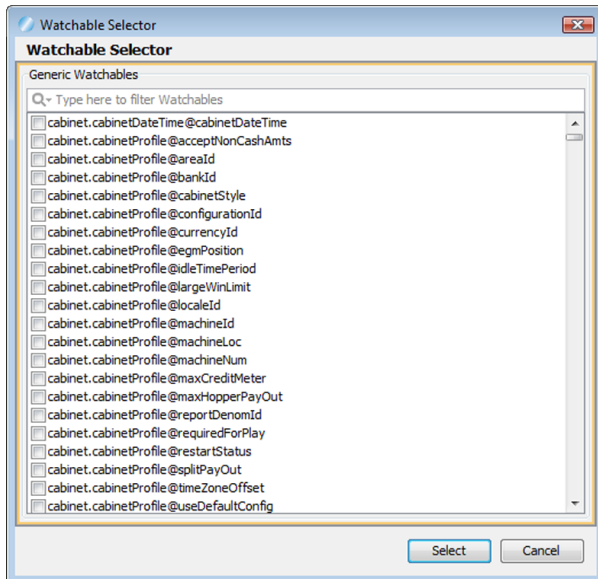 Watchable Selector
Watchable Selector
Generic Watchables
Type here to filter Watchables
cabinet.cabinetDateTime@cabinetDateTime
cabinet.cabinetProfile@acceptNonCashAmts
cabinet.cabinetProfile@areaId
cabinet.cabinetProfile@bankId
cabinet.cabinetProfile@cabinetStyle
cabinet.cabinetProfile@configurationId
cabinet.cabinetProfile@currencyId
cabinet.cabinetProfile@egmPosition
cabinet.cabinetProfile@idleTimePeriod
cabinet.cabinetProfile@largeWinLimit
cabinet.cabinetProfile@localeId
cabinet.cabinetProfile@machineId
cabinet.cabinetProfile@machineLoc
cabinet.cabinetProfile@machineNum
cabinet.cabinetProfile@maxCreditMeter
cabinet.cabinetProfile@maxHopperPayOut
cabinet.cabinetProfile@reportDenomId
cabinet.cabinetProfile@requiredForPlay
cabinet.cabinetProfile@restartStatus
cabinet.cabinetProfile@splitPayOut
cabinet.cabinetProfile@timeZoneOffset
cabinet.cabinetProfile@useDefaultConfig
Select Cancel